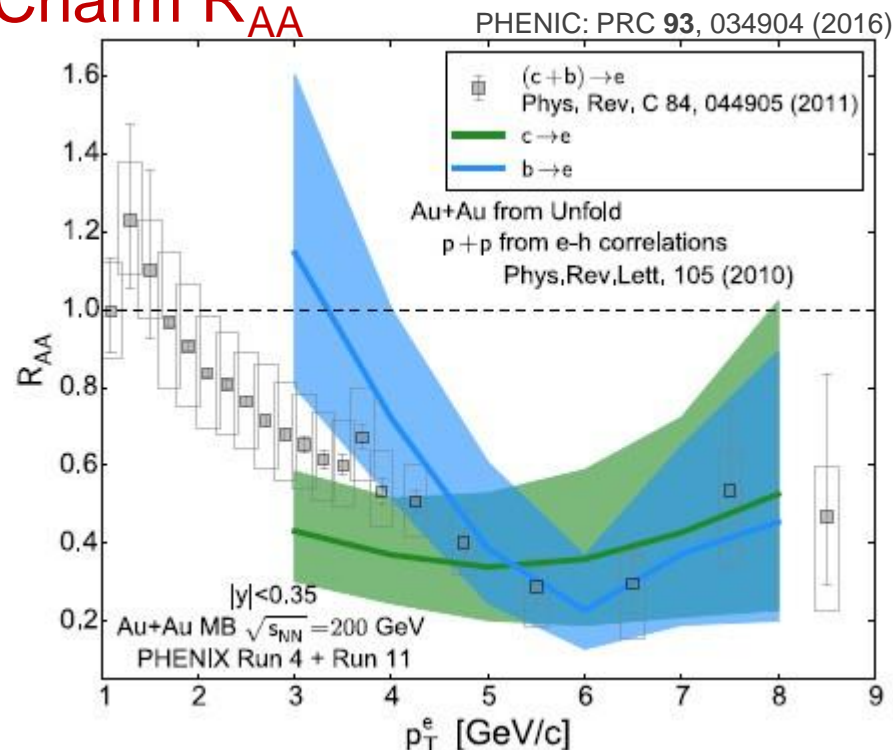 Charm R_AA
PHENIC: PRC 93, 034904 (2016)
(c+b)→e
Phys. Rev. C 84, 044905 (2011)
c→e
b→e
Au+Au from Unfold
p+p from e-h correlations
Phys.Rev.Lett. 105 (2010)
1.6
1.4
1.2
1.0
0.8
0.6
0.4
0.2
R_AA
|y|<0.35
Au+Au MB √s_NN =200 GeV
PHENIX Run 4 + Run 11
1 2 3 4 5 6 7 8 9
p_T^e [GeV/c]